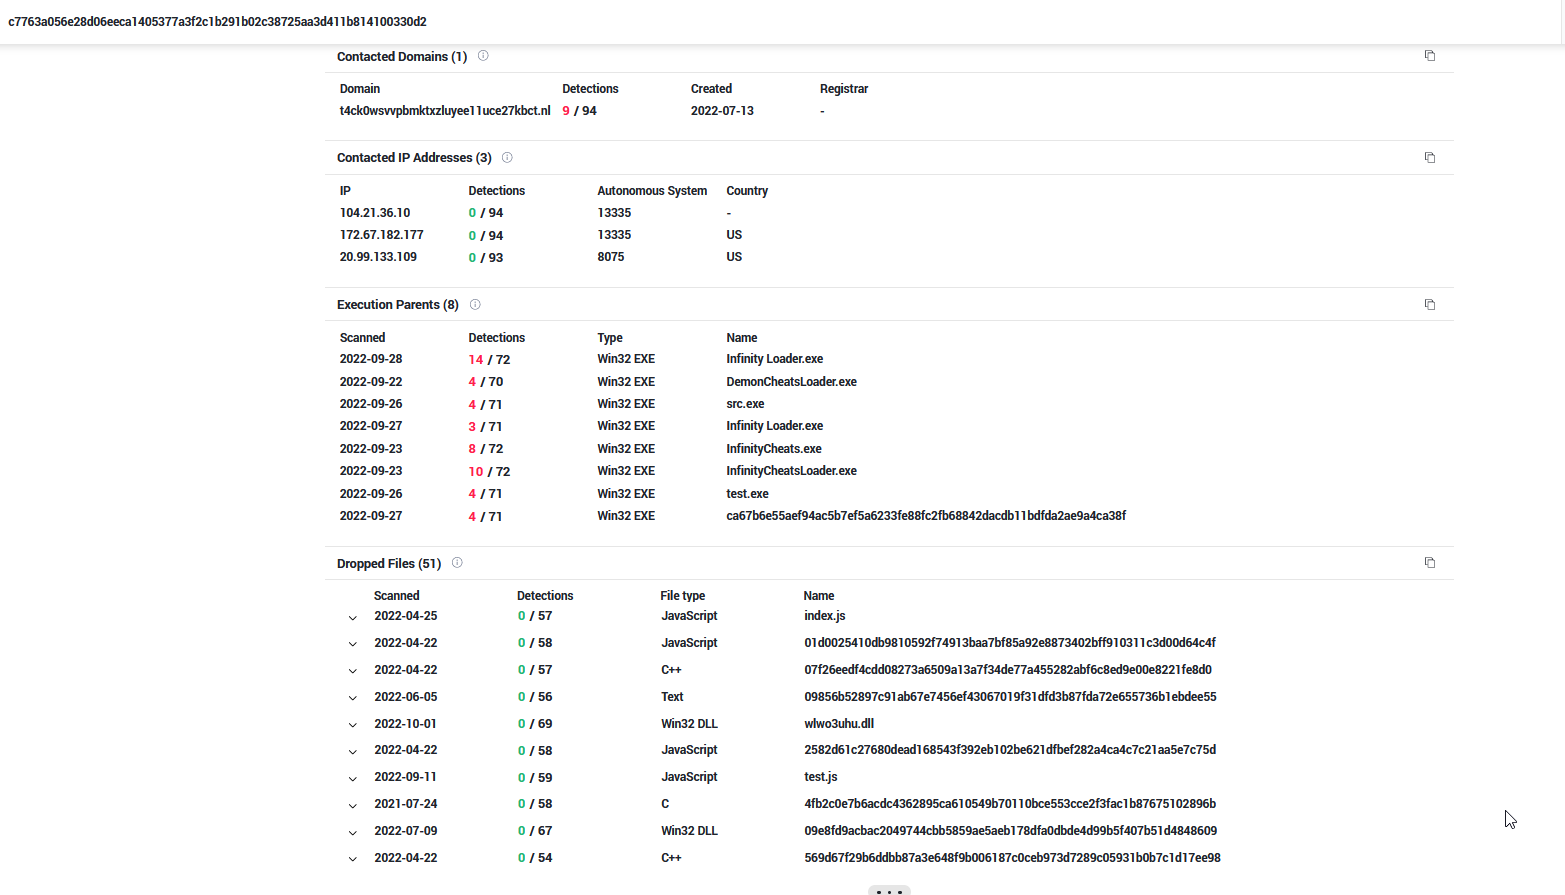 c7763a056e28d06eeca1405377a3f2c1b291b02c38725aa3d411b814100330d2
Contacted Domains (1)
Domain Detections Created Registrar
t4ck0wsvvpbmktxzluyee11uce27kbct.nl 9 / 94 2022-07-13 -
Contacted IP Addresses (3)
IP Detections Autonomous System Country
104.21.36.10 0 / 94 13335 -
172.67.182.177 0 / 94 13335 US
20.99.133.109 0 / 93 8075 US
Execution Parents (8)
Scanned Detections Type Name
2022-09-28 14 / 72 Win32 EXE Infinity Loader.exe
2022-09-22 4 / 70 Win32 EXE DemonCheatsLoader.exe
2022-09-26 4 / 71 Win32 EXE src.exe
2022-09-27 3 / 71 Win32 EXE Infinity Loader.exe
2022-09-23 8 / 72 Win32 EXE InfinityCheats.exe
2022-09-23 10 / 72 Win32 EXE InfinityCheatsLoader.exe
2022-09-26 4 / 71 Win32 EXE test.exe
2022-09-27 4 / 71 Win32 EXE ca67b6e55aef94ac5b7ef5a6233fe88fc2fb68842dacdb11bdfda2ae9a4ca38f
Dropped Files (51)
Scanned Detections File type Name
2022-04-25 0 / 57 JavaScript index.js
2022-04-22 0 / 58 JavaScript 01d0025410db9810592f74913baa7bf85a92e8873402bff910311c3d00d64c4f
2022-04-22 0 / 57 C++ 07f26eedf4cdd08273a6509a13a7f34de77a455282abf6c8ed9e00e8221fe8d0
2022-06-05 0 / 56 Text 09856b52897c91ab67e7456ef43067019f31dfd3b87fda72e655736b1ebdee55
2022-10-01 0 / 69 Win32 DLL wlwo3uhu.dll
2022-04-22 0 / 58 JavaScript 2582d61c27680dead168543f392eb102be621dfbef282a4ca4c7c21aa5e7c75d
2022-09-11 0 / 59 JavaScript test.js
2021-07-24 0 / 58 C 4fb2c0e7b6acdc4362895ca610549b70110bce553cce2f3fac1b87675102896b
2022-07-09 0 / 67 Win32 DLL 09e8fd9acbac2049744cbb5859ae5aeb178dfa0dbde4d99b5f407b51d4848609
2022-04-22 0 / 54 C++ 569d67f29b6ddbb87a3e648f9b006187c0ceb973d7289c05931b0b7c1d17ee98